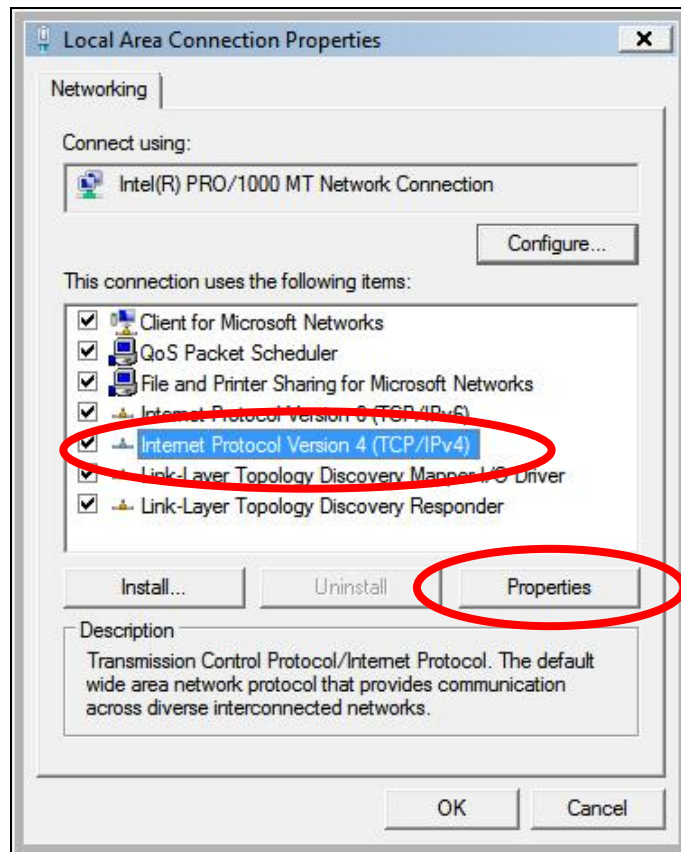 Local Area Connection Properties
Networking
Connect using:
Intel(R) PRO/1000 MT Network Connection
Configure...
This connection uses the following items:
Client for Microsoft Networks
QoS Packet Scheduler
File and Printer Sharing for Microsoft Networks
Internet Protocol Version 6 (TCP/IPv6)
Internet Protocol Version 4 (TCP/IPv4)
Link-Layer Topology Discovery Mapper I/O Driver
Link-Layer Topology Discovery Responder
Install...
Uninstall
Properties
Description
Transmission Control Protocol/Internet Protocol. The default
wide area network protocol that provides communication
across diverse interconnected networks.
OK
Cancel